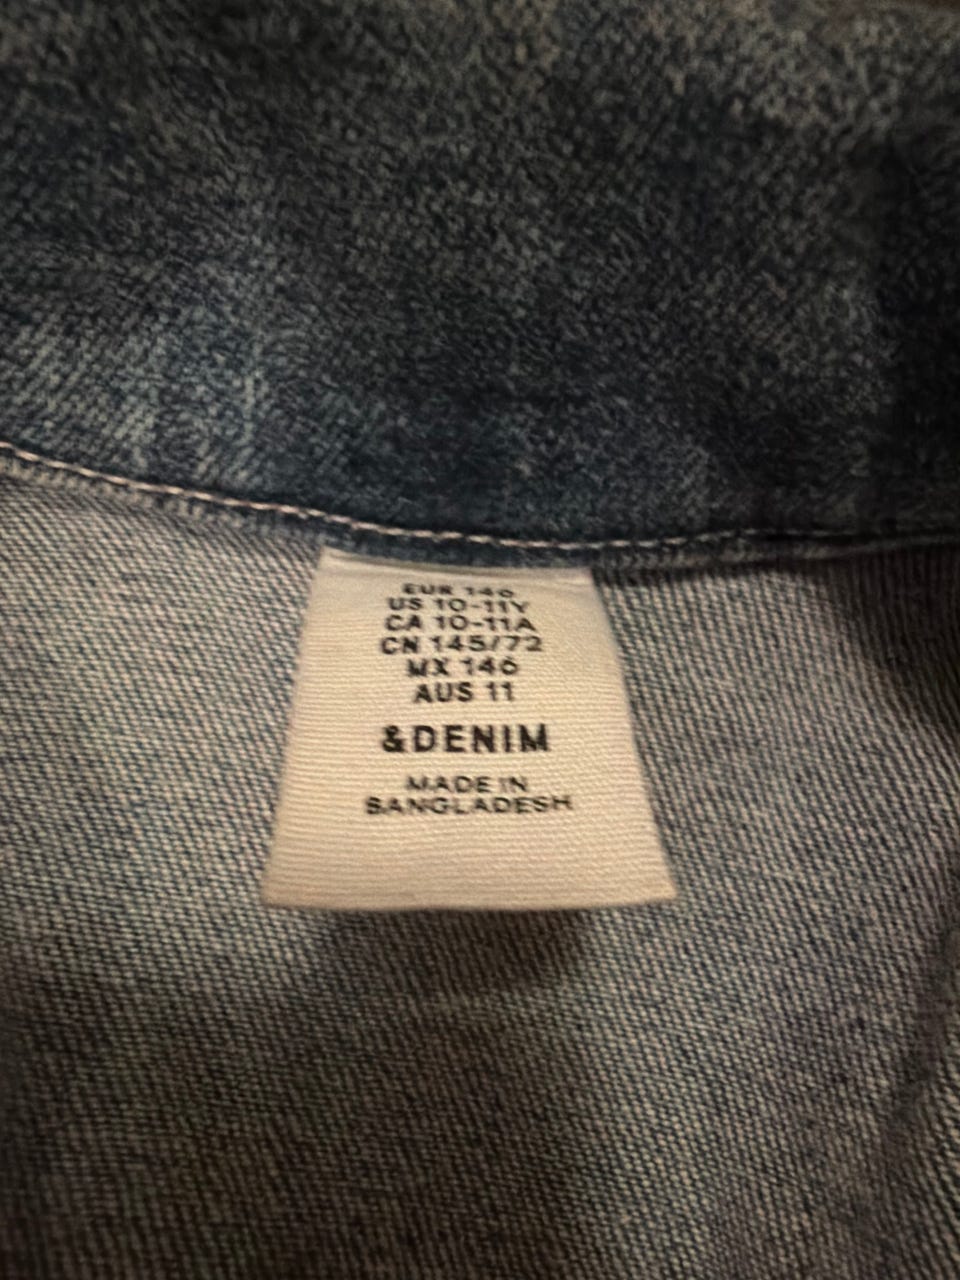 EUR 146
US 10-11Y
CA 10-11A
CN 145/72
MX 146
AUS 11
&DENIM
MADE IN
BANGLADESH